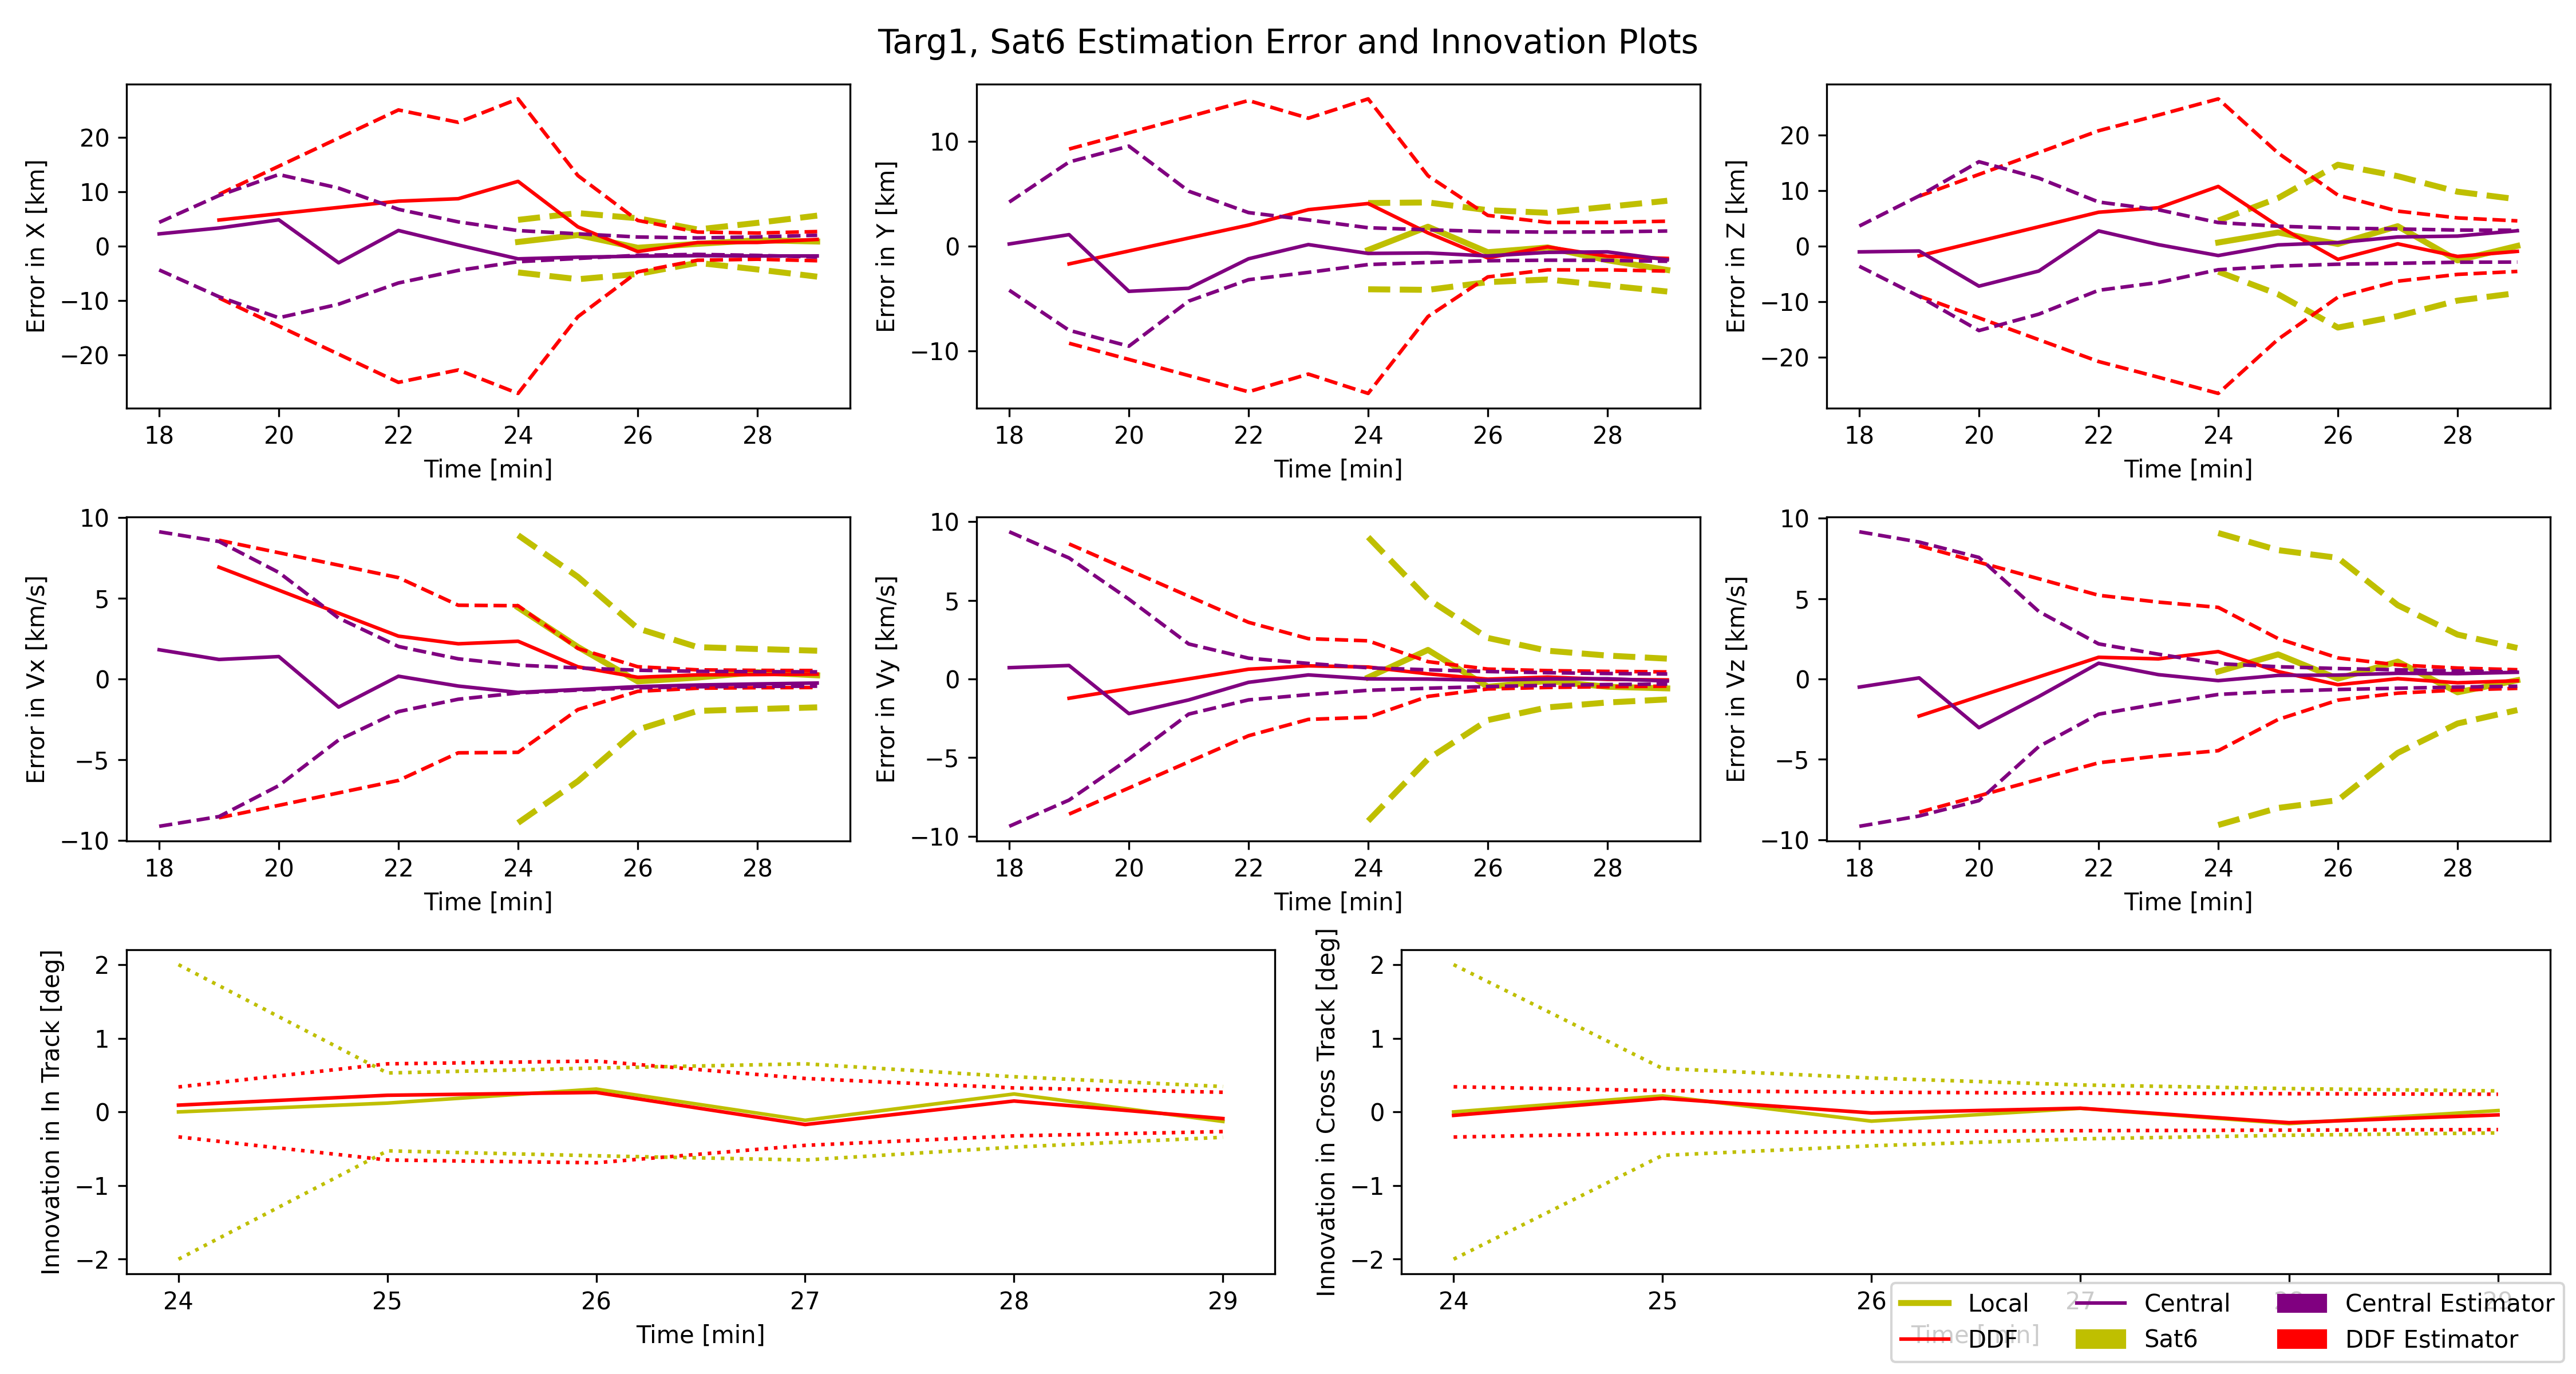 Targ1, Sat6 Estimation Error and Innovation Plots
Error in X [km]
20
10
0
−10
−20
18 20 22 24 26 28
Time [min]
Error in Y [km]
10
0
−10
18 20 22 24 26 28
Time [min]
Error in Z [km]
20
10
0
−10
−20
18 20 22 24 26 28
Time [min]
Error in Vx [km/s]
10
5
0
−5
−10
18 20 22 24 26 28
Time [min]
Error in Vy [km/s]
10
5
0
−5
−10
18 20 22 24 26 28
Time [min]
Error in Vz [km/s]
10
5
0
−5
−10
18 20 22 24 26 28
Time [min]
Innovation in In Track [deg]
2
1
0
−1
−2
24 25 26 27 28 29
Time [min]
Innovation in Cross Track [deg]
2
1
0
−1
−2
24 25 26 27 28 29
Time [min]
Local
DDF
Central
Sat6
Central Estimator
DDF Estimator